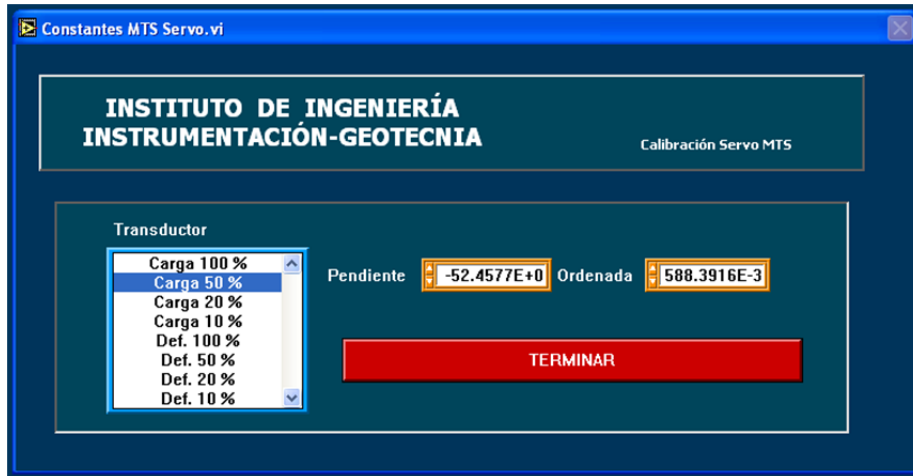 Constantes MTS Servo.vi
INSTITUTO DE INGENIERÍA
INSTRUMENTACIÓN-GEOTECNIA
Calibración Servo MTS
Transductor
Carga 100 %
Carga 50 %
Carga 20 %
Carga 10 %
Def. 100 %
Def. 50 %
Def. 20 %
Def. 10 %
Pendiente -52.4577E+0 Ordenada 588.3916E-3
TERMINAR